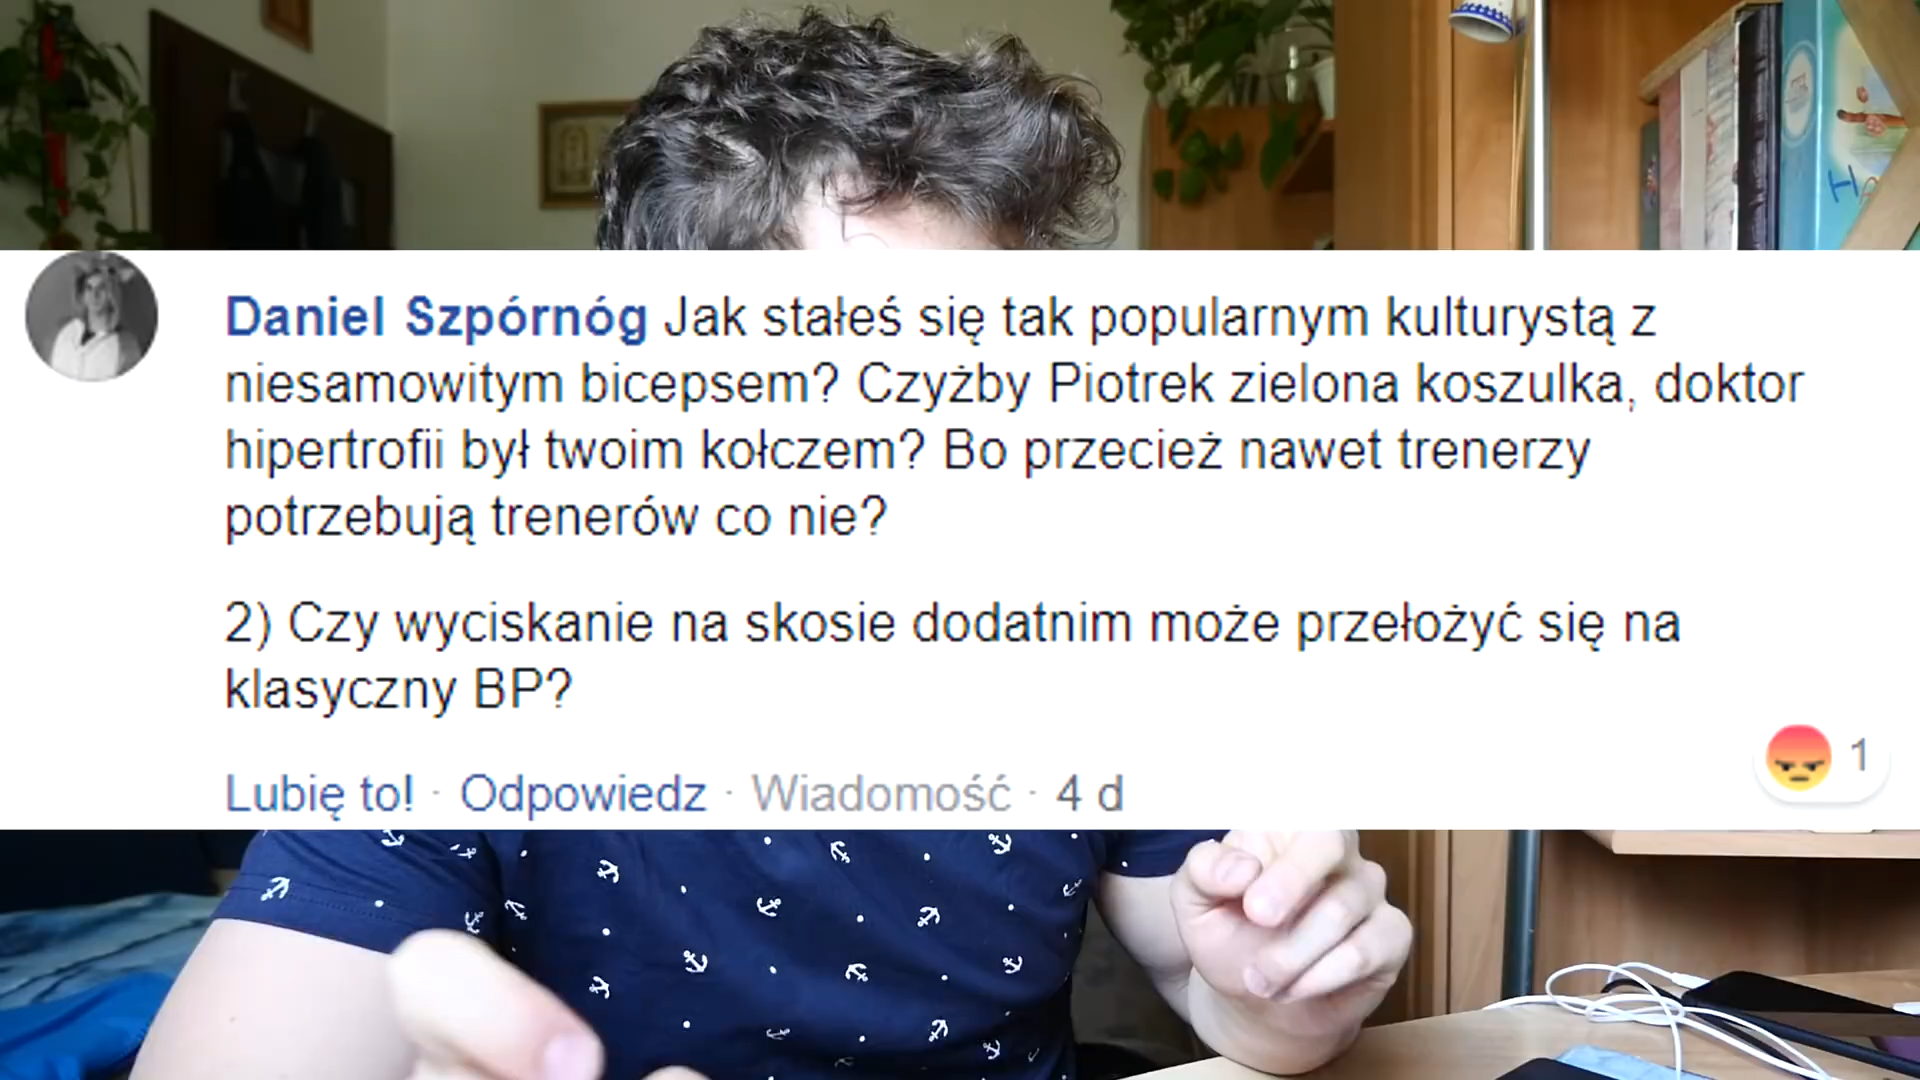 Daniel Szpórnóg Jak stałeś się tak popularnym kulturystą z
niesamowitym bicepsem? Czyżby Piotrek zielona koszulka, doktor
hipertrofii był twoim kołczem? Bo przecież nawet trenerzy
potrzebują trenerów co nie?
2) Czy wyciskanie na skosie dodatnim może przełożyć się na
klasyczny BP?
Lubię to! · Odpowiedz · Wiadomość · 4 d
1